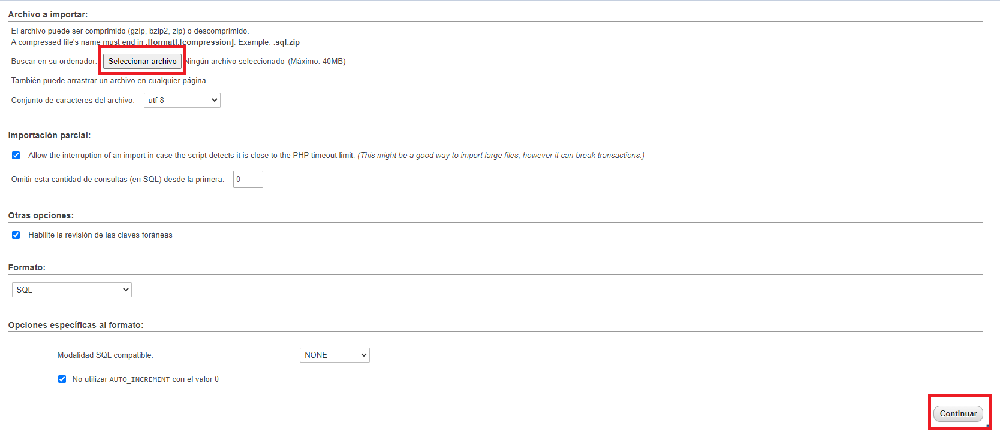 Archivo a importar:
El archivo puede ser comprimido (gzip, bzip2, zip) o descomprimido.
A compressed file's name must end in .[format].[compression]. Example: .sql.zip
Buscar en su ordenador: Seleccionar archivo Ningún archivo seleccionado (Máximo: 40MB)
También puede arrastrar un archivo en cualquier página.
Conjunto de caracteres del archivo: utf-8
Importación parcial:
Allow the interruption of an import in case the script detects it is close to the PHP timeout limit. (This might be a good way to import large files, however it can break transactions.)
Omitir esta cantidad de consultas (en SQL) desde la primera: 0
Otras opciones:
Habilite la revisión de las claves foráneas
Formato:
SQL
Opciones específicas al formato:
Modalidad SQL compatible: NONE
No utilizar AUTO_INCREMENT con el valor 0
Continuar